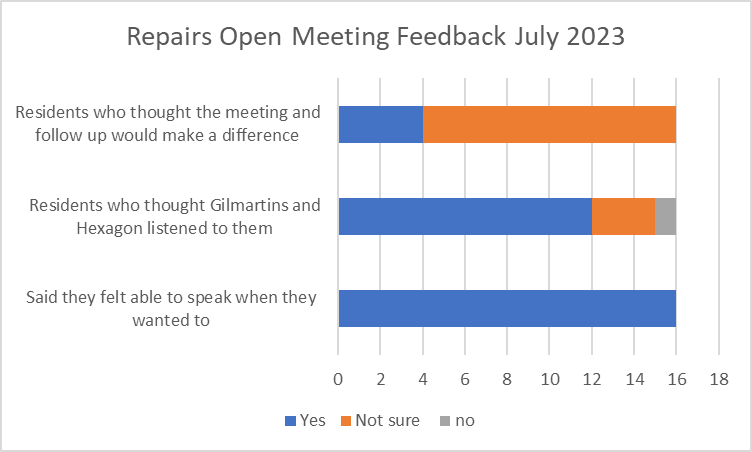 Repairs Open Meeting Feedback July 2023
Residents who thought the meeting and
follow up would make a difference
Residents who thought Gilmartins and
Hexagon listened to them
Said they felt able to speak when they
wanted to
0 2 4 6 8 10 12 14 16 18
Yes Not sure no